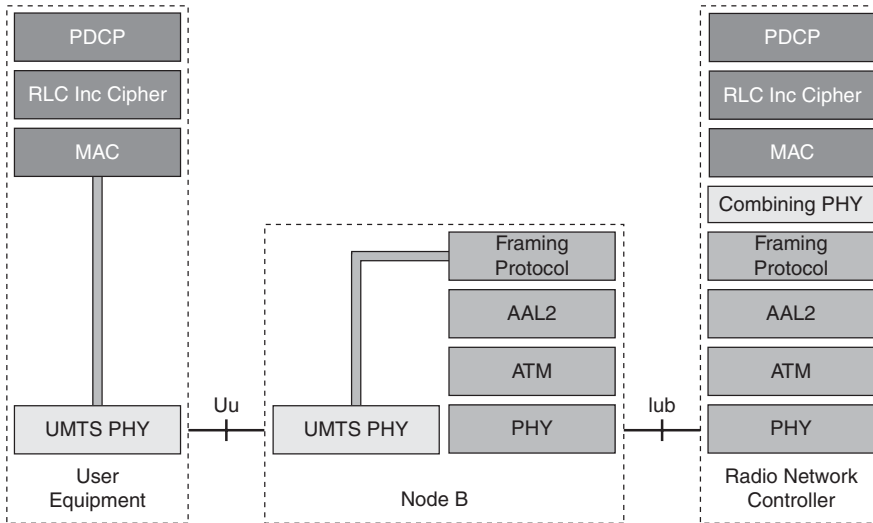 PDCP
RLC Inc Cipher
MAC
UMTS PHY
User
Equipment
Uu
Framing
Protocol
AAL2
ATM
UMTS PHY
PHY
Node B
Iub
PDCP
RLC Inc Cipher
MAC
Combining PHY
Framing
Protocol
AAL2
ATM
PHY
Radio Network
Controller